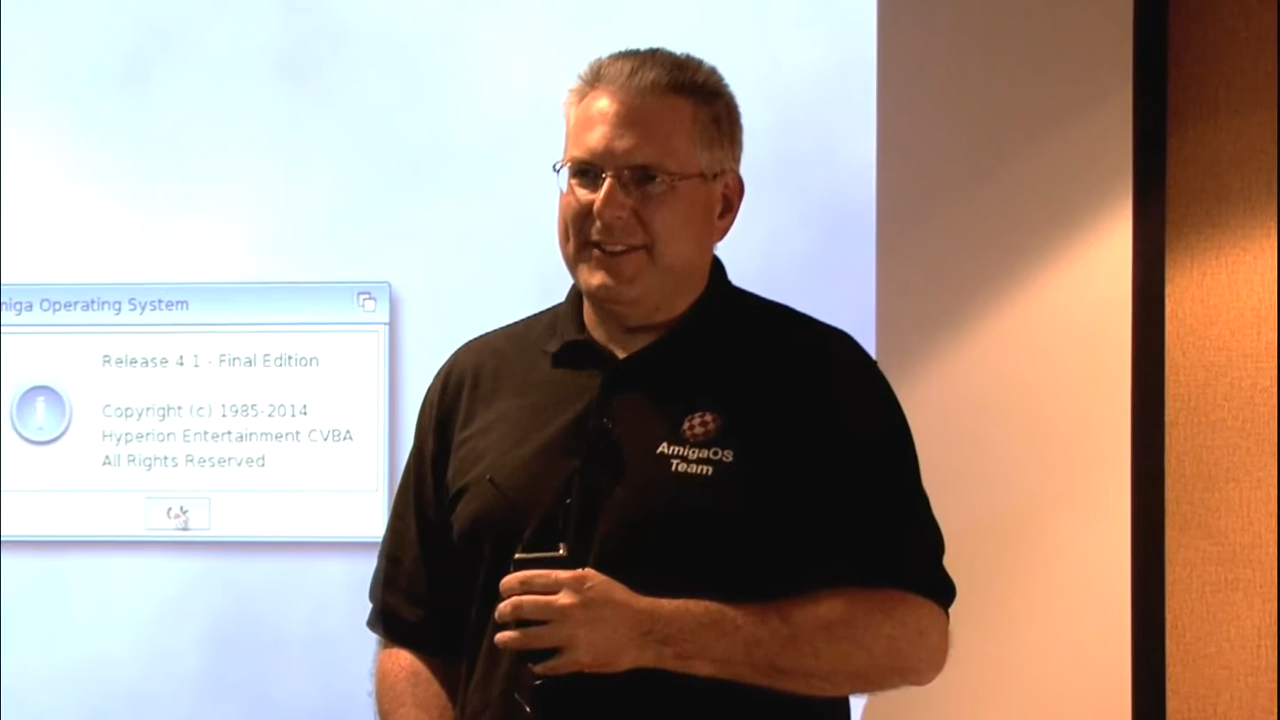 miga Operating System
Release 4.1 - Final Edition
Copyright (c) 1985-2014
Hyperion Entertainment CVBA
All Rights Reserved
AmigaOS
Team